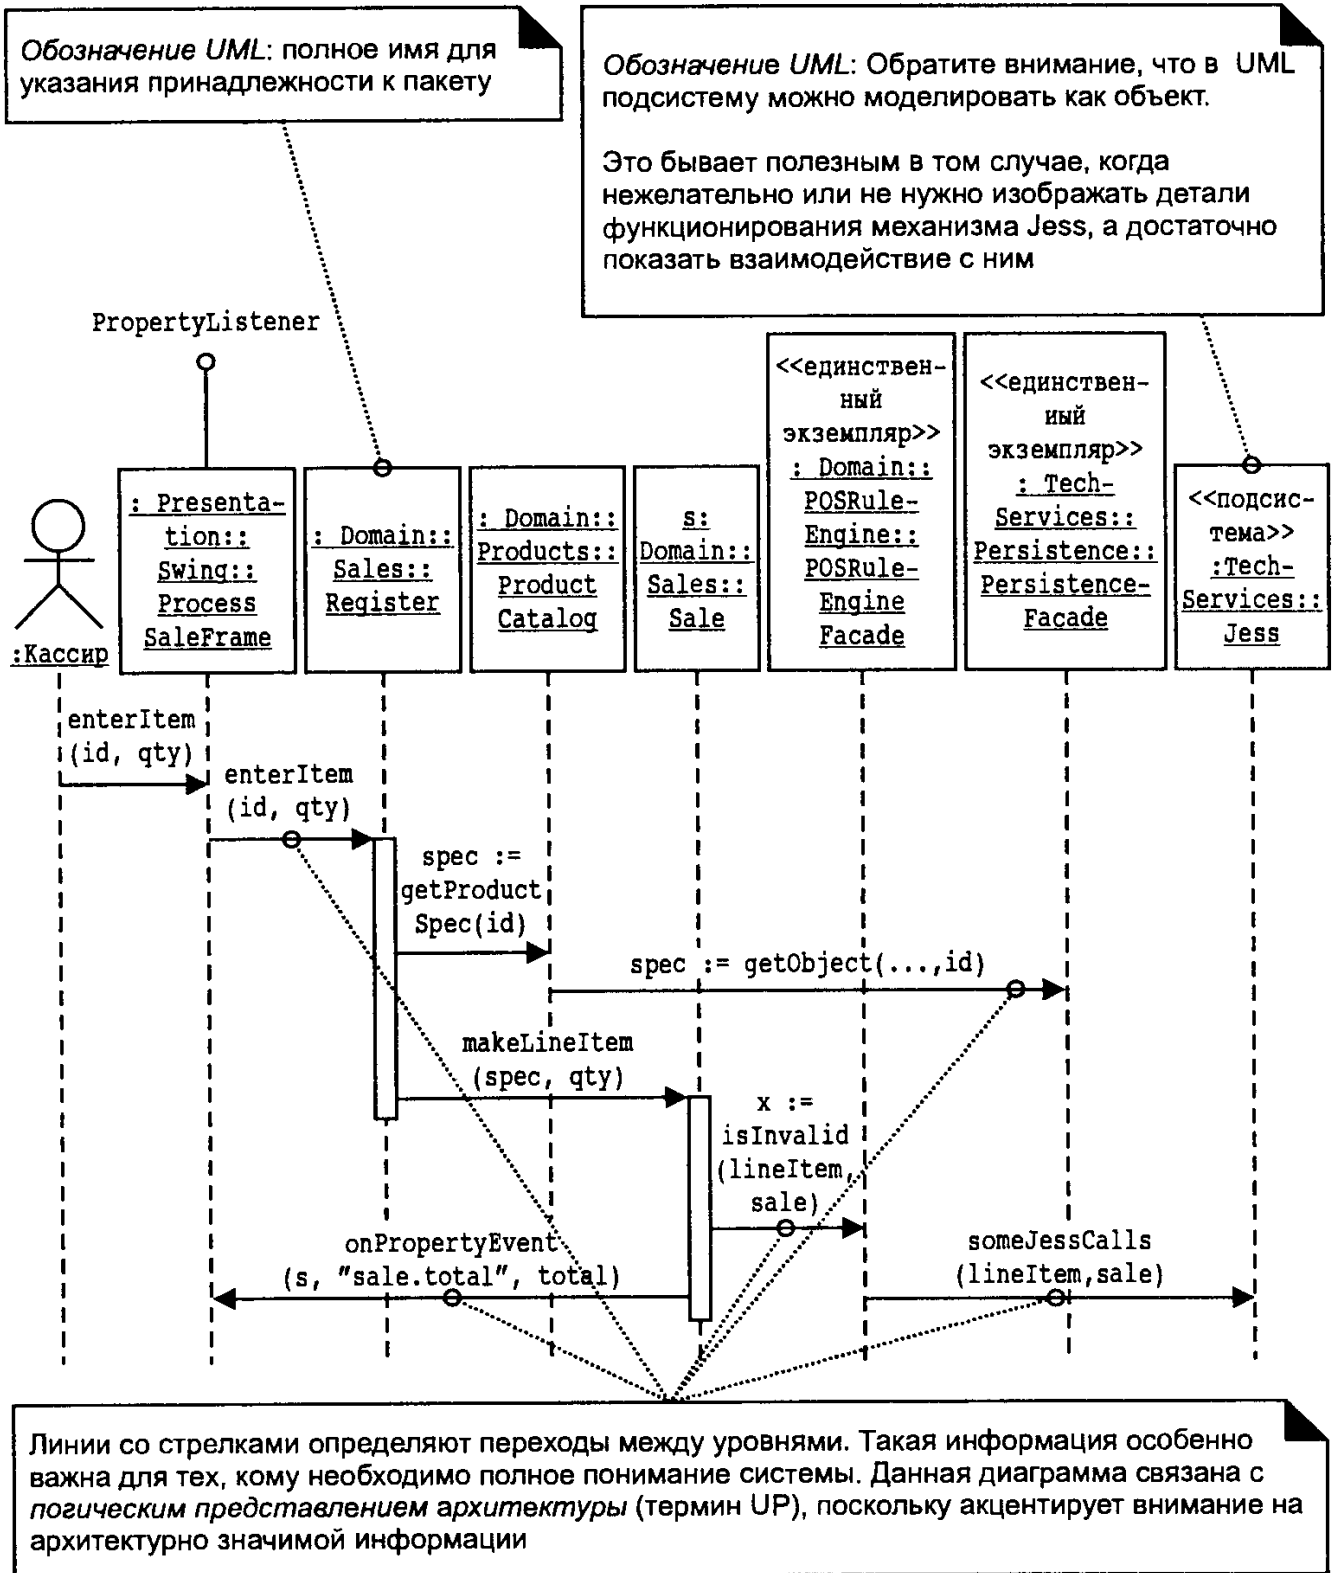 Обозначение UML: полное имя для
указания принадлежности к пакету
Обозначение UML: Обратите внимание, что в UML
подсистему можно моделировать как объект.
Это бывает полезным в том случае, когда
нежелательно или не нужно изображать детали
функционирования механизма Jess, а достаточно
показать взаимодействие с ним
PropertyListener
:Кассир
: Presenta-
tion::
Swing::
Process
SaleFrame
: Domain::
Sales::
Register
: Domain::
Products::
Product
Catalog
s:
Domain::
Sales::
Sale
<<единствен-
ный
экземпляр>>
: Domain::
POSRule-
Engine::
POSRule-
Engine
Facade
<<единствен-
ный
экземпляр>>
: Tech-
Services::
Persistence::
Persistence-
Facade
<<подсис-
тема>>
:Tech-
Services::
Jess
enterItem
(id, qty)
enterItem
(id, qty)
spec :=
getProduct
Spec(id)
spec := getObject(...,id)
makeLineItem
(spec, qty)
x :=
isInvalid
(lineItem,
sale)
onPropertyEvent
(s, "sale.total", total)
someJessCalls
(lineItem,sale)
Линии со стрелками определяют переходы между уровнями. Такая информация особенно
важна для тех, кому необходимо полное понимание системы. Данная диаграмма связана с
логическим представлением архитектуры (термин UP), поскольку акцентирует внимание на
архитектурно значимой информации